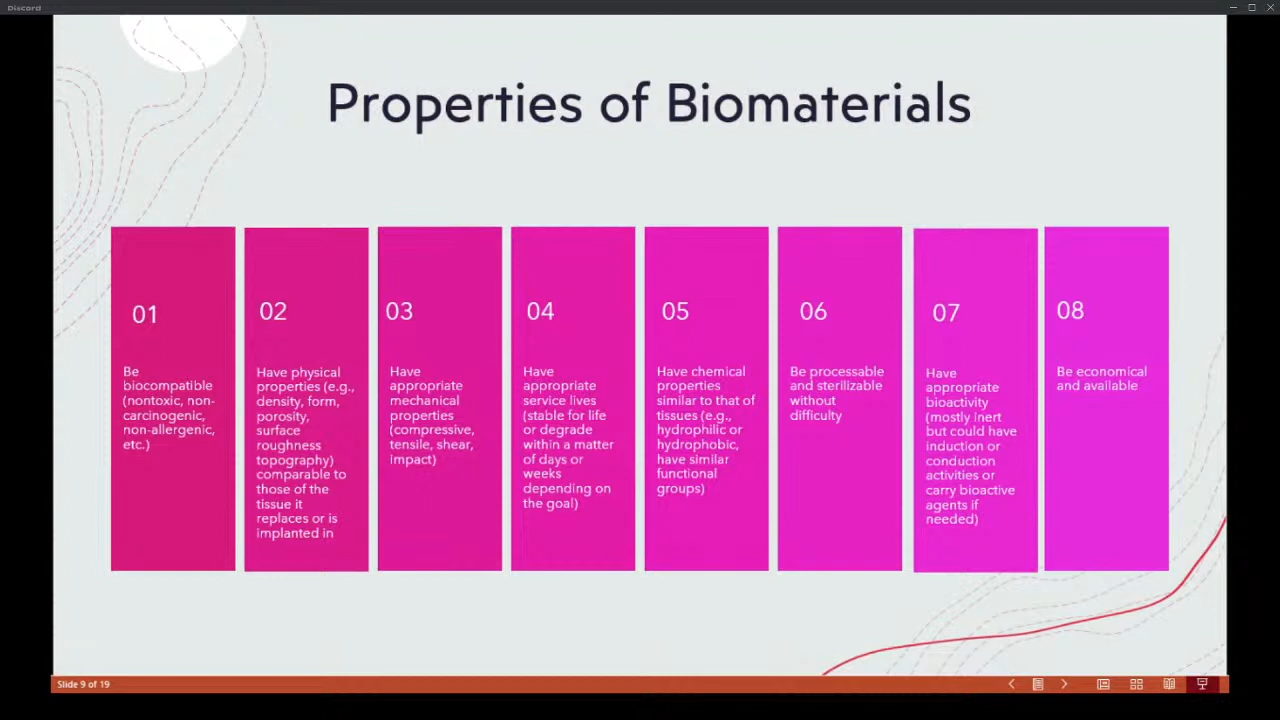 Discord
Properties of Biomaterials
01
Be
biocompatible
(nontoxic, non-
carcinogenic,
non-allergenic,
etc.)
02
Have physical
properties (e.g.,
density, form,
porosity,
surface
roughness
topography)
comparable to
those of the
tissue it
replaces or is
implanted in
03
Have
appropriate
mechanical
properties
(compressive,
tensile, shear,
impact)
04
Have
appropriate
service lives
(stable for life
or degrade
within a matter
of days or
weeks
depending on
the goal)
05
Have chemical
properties
similar to that of
tissues (e.g.,
hydrophilic or
hydrophobic,
have similar
functional
groups)
06
Be processable
and sterilizable
without
difficulty
07
Have
appropriate
bioactivity
(mostly inert
but could have
induction or
conduction
activities or
carry bioactive
agents if
needed)
08
Be economical
and available
Slide 9 of 19